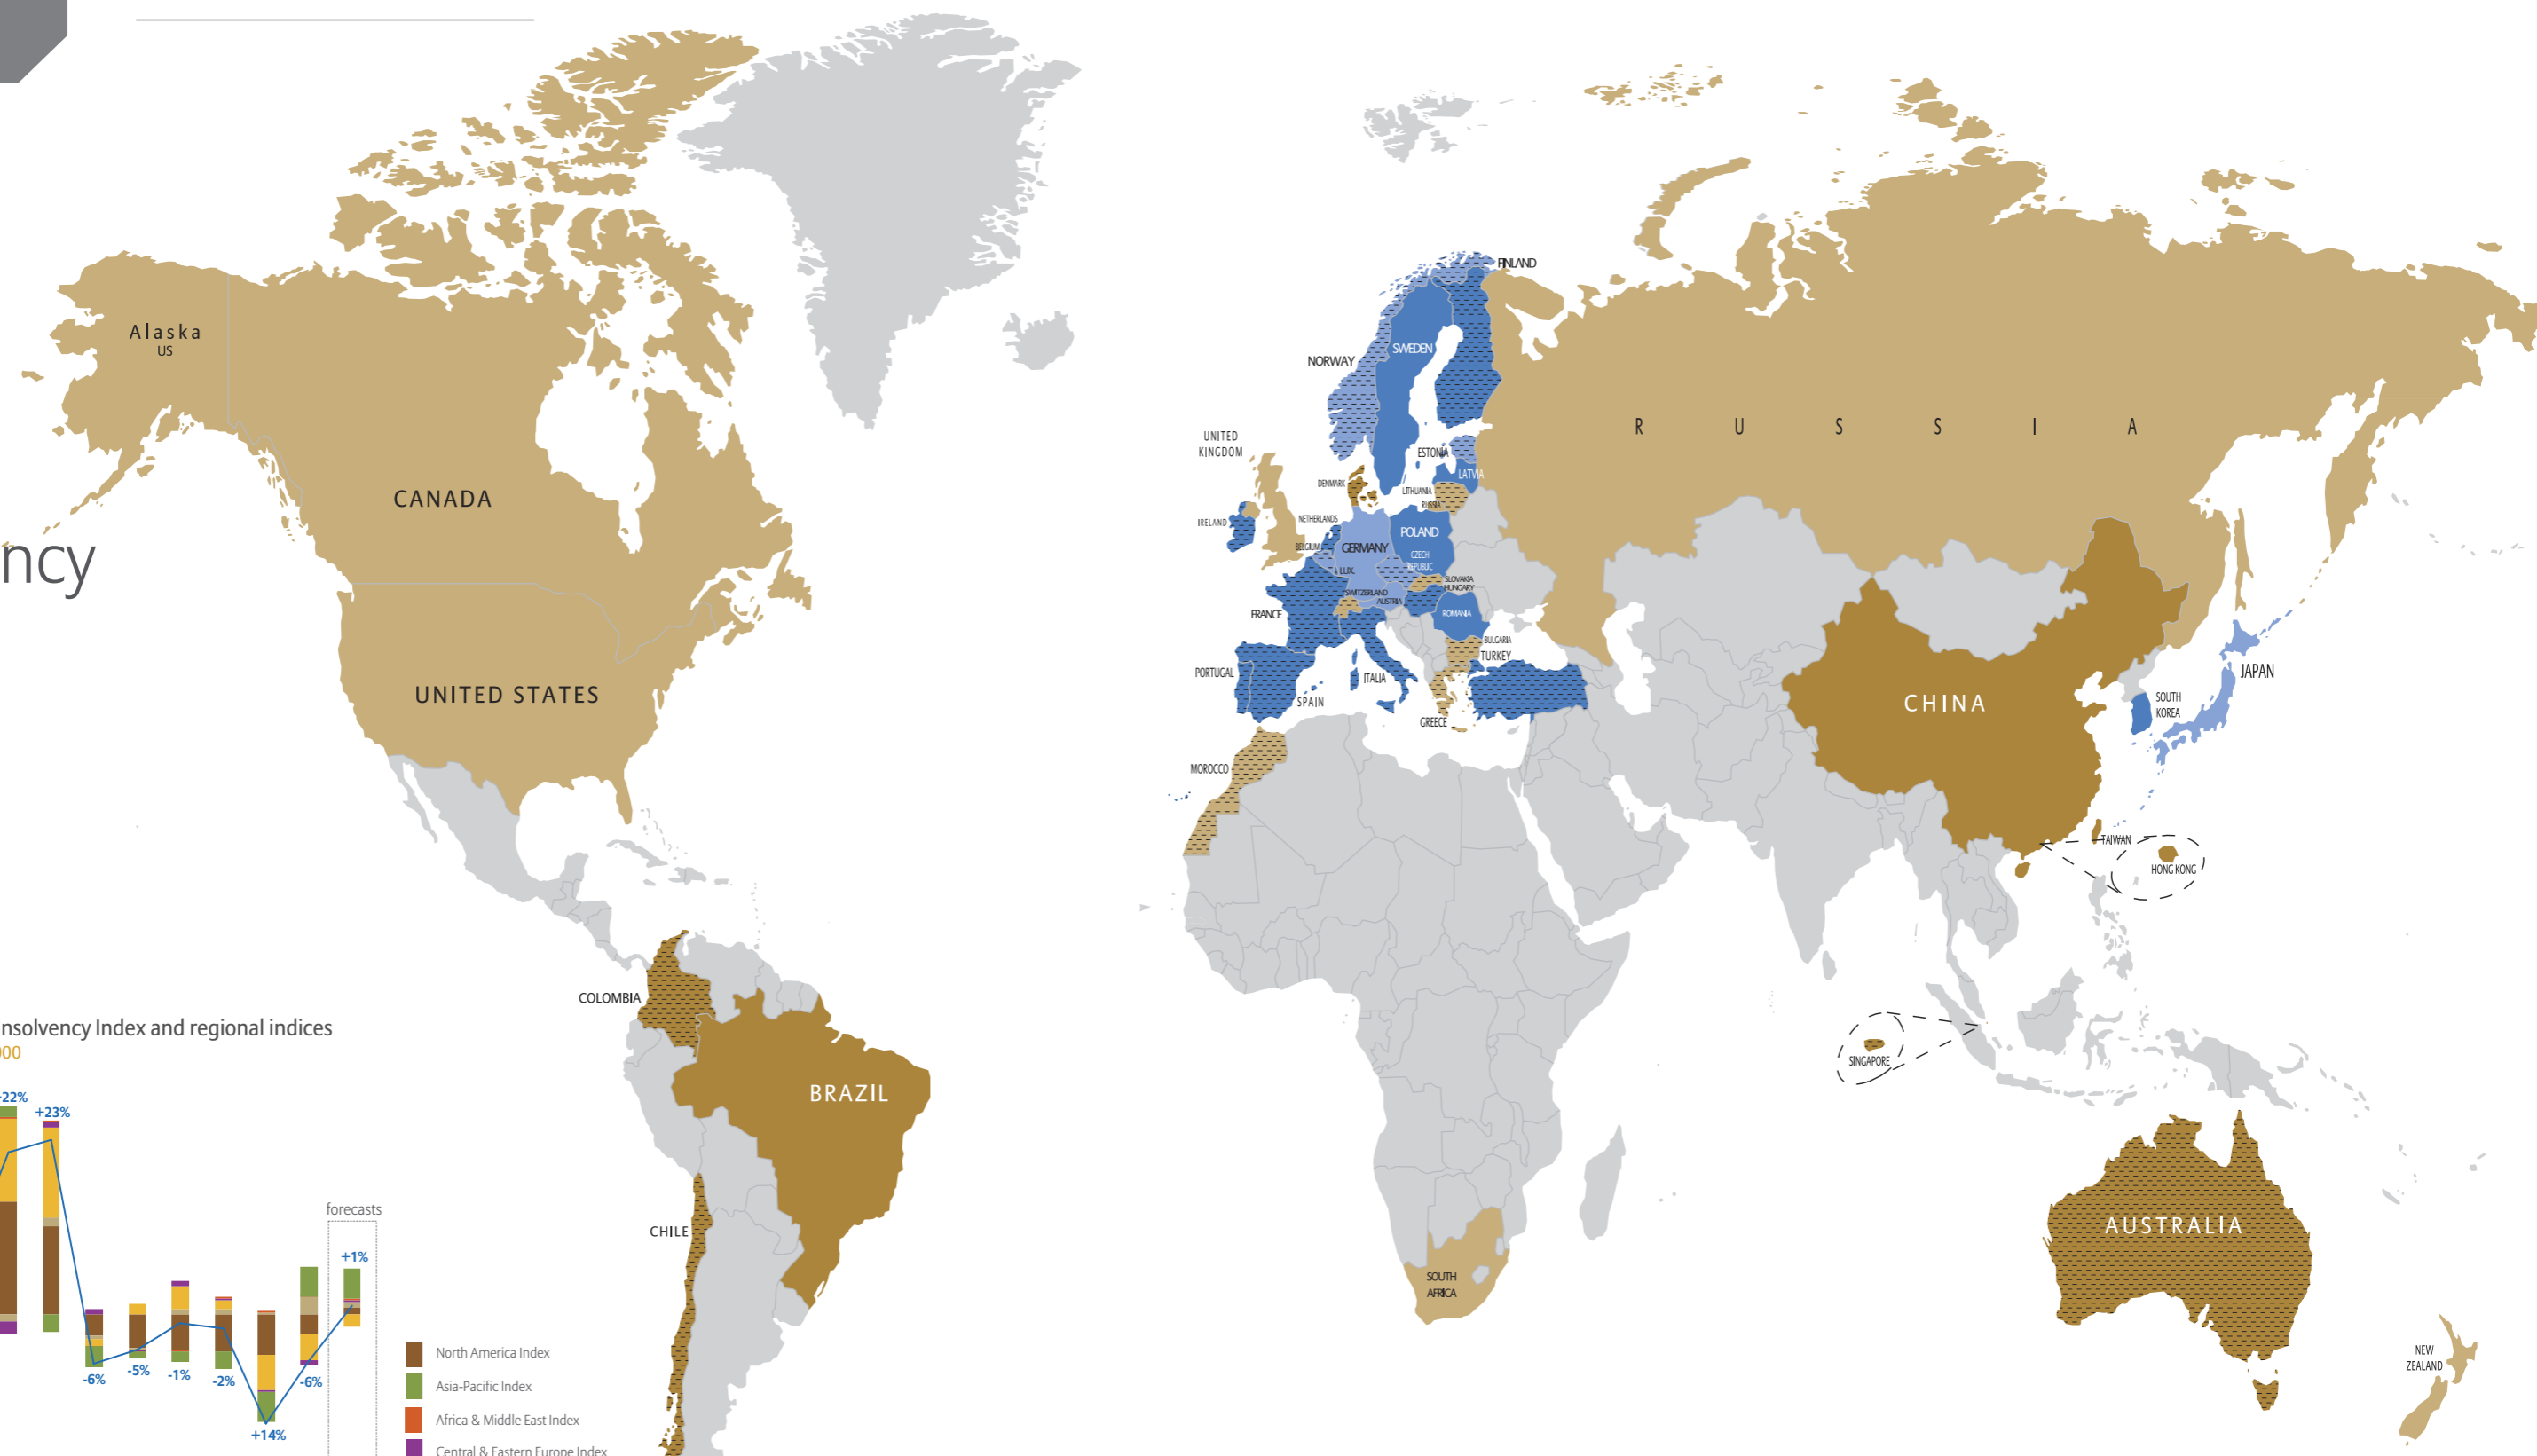 ncy
Alaska
US
CANADA
UNITED STATES
COLOMBIA
BRAZIL
CHILE
FINLAND
NORWAY
SWEDEN
UNITED
KINGDOM
ESTONIA
LATVIA
DENMARK
LITHUANIA
RUSSIA
IRELAND
NETHERLANDS
POLAND
BELGIUM
GERMANY
CZECH
REPUBLIC
LUX.
SLOVAKIA
HUNGARY
SWITZERLAND
AUSTRIA
FRANCE
ROMANIA
BULGARIA
TURKEY
PORTUGAL
ITALIA
SPAIN
GREECE
MOROCCO
RUSSIA
CHINA
JAPAN
SOUTH
KOREA
TAIWAN
HONG KONG
SINGAPORE
AUSTRALIA
SOUTH
AFRICA
NEW
ZEALAND
nsolvency Index and regional indices
000
+22%
+23%
-6%
-5%
-1%
-2%
+14%
-6%
forecasts
+1%
North America Index
Asia-Pacific Index
Africa & Middle East Index
Central & Eastern Europe Index